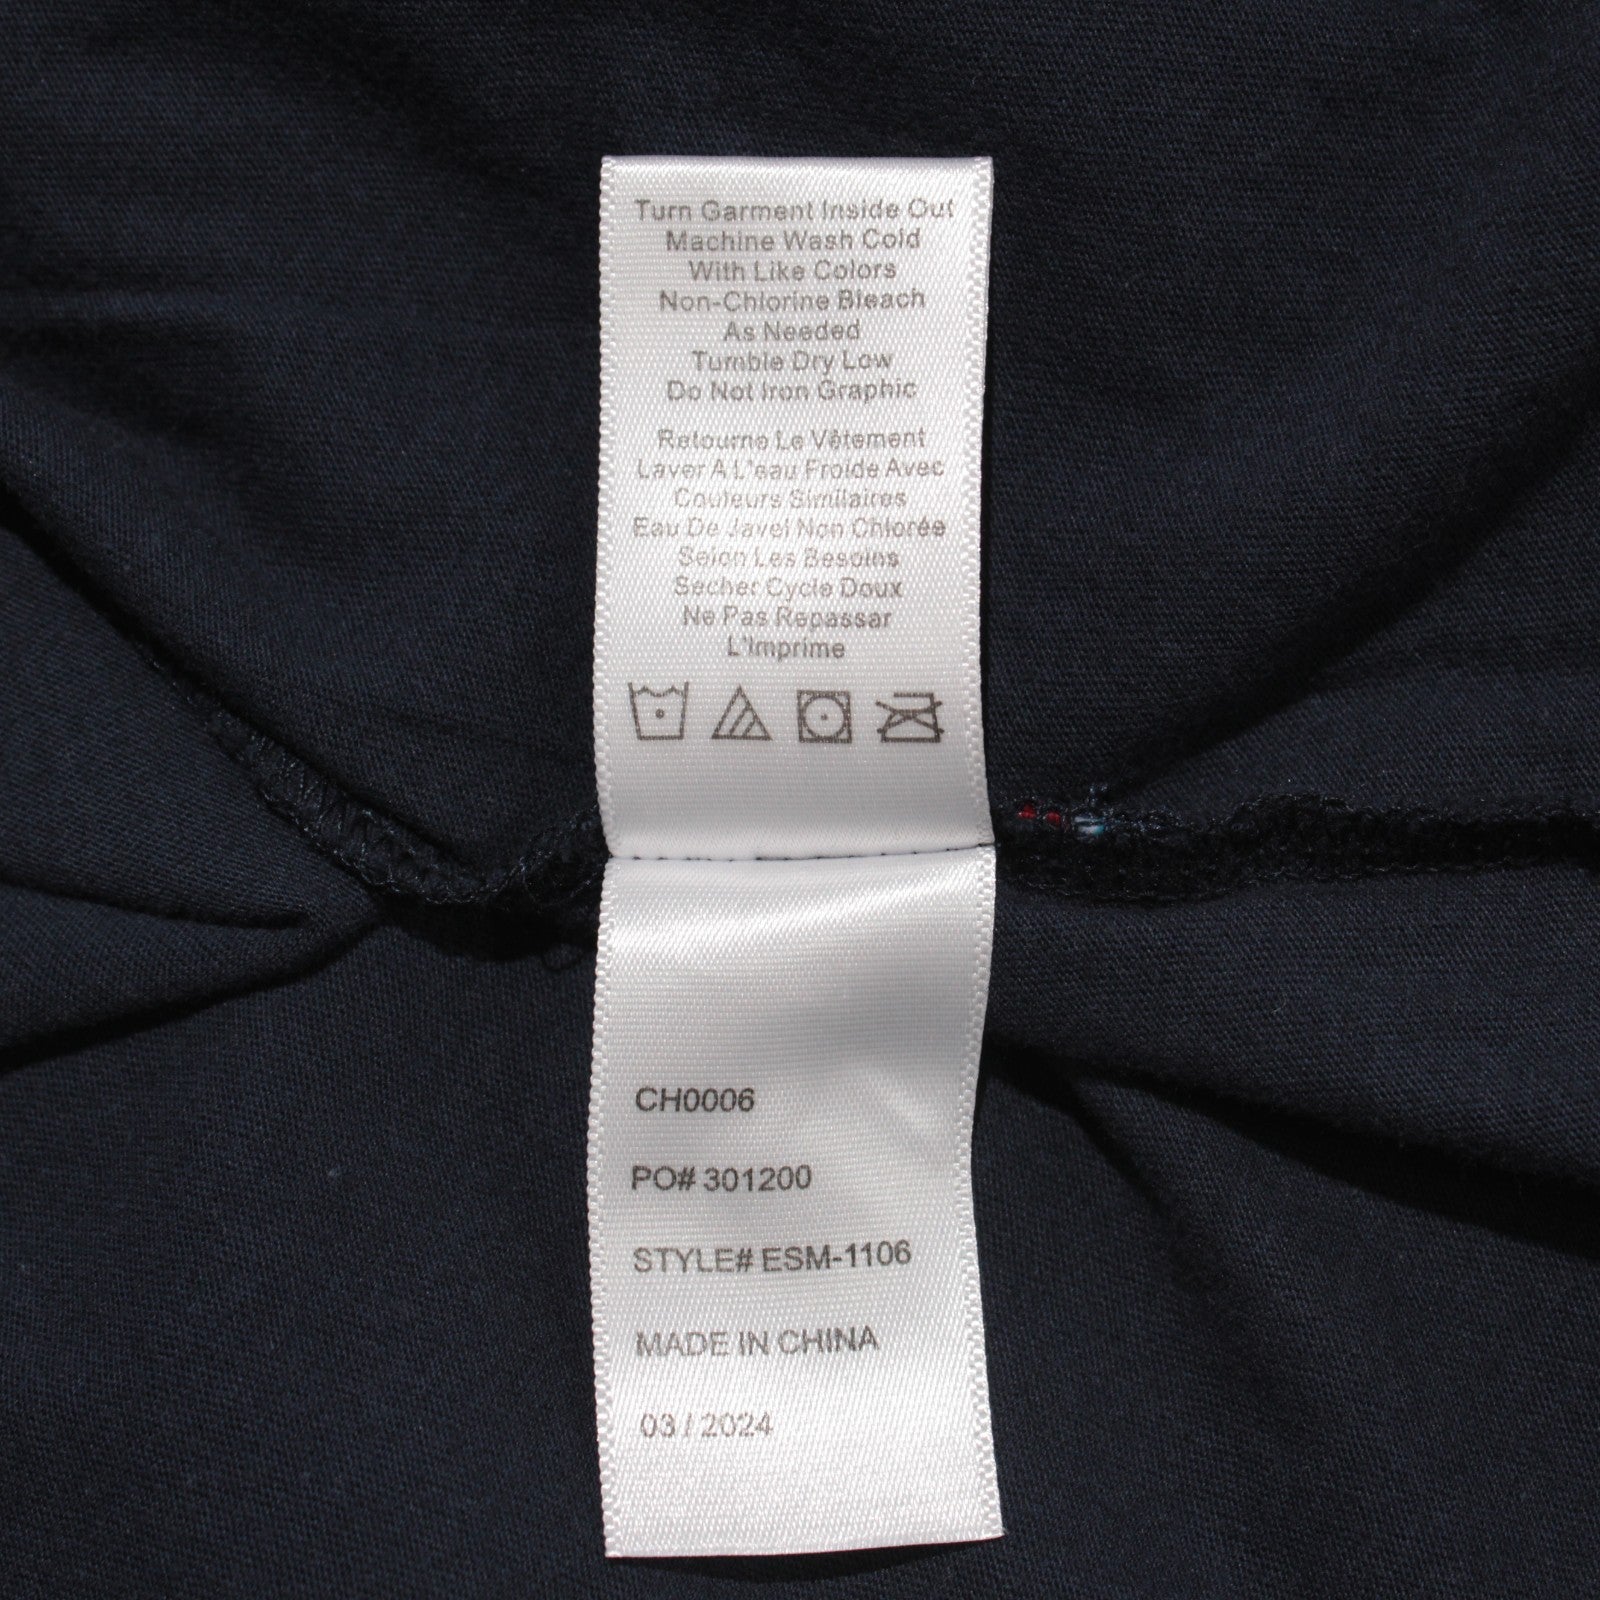 Turn Garment Inside Out
Machine Wash Cold
With Like Colors
Non-Chlorine Bleach
As Needed
Tumble Dry Low
Do Not Iron Graphic
Retourne Le Vêtement
Laver A L'eau Froide Avec
Couleurs Similaires
Eau De Javel Non Chlorée
Selon Les Besoins
Secher Cycle Doux
Ne Pas Repassar
L'Imprime
CH0006
PO# 301200
STYLE# ESM-1106
MADE IN CHINA
03 / 2024